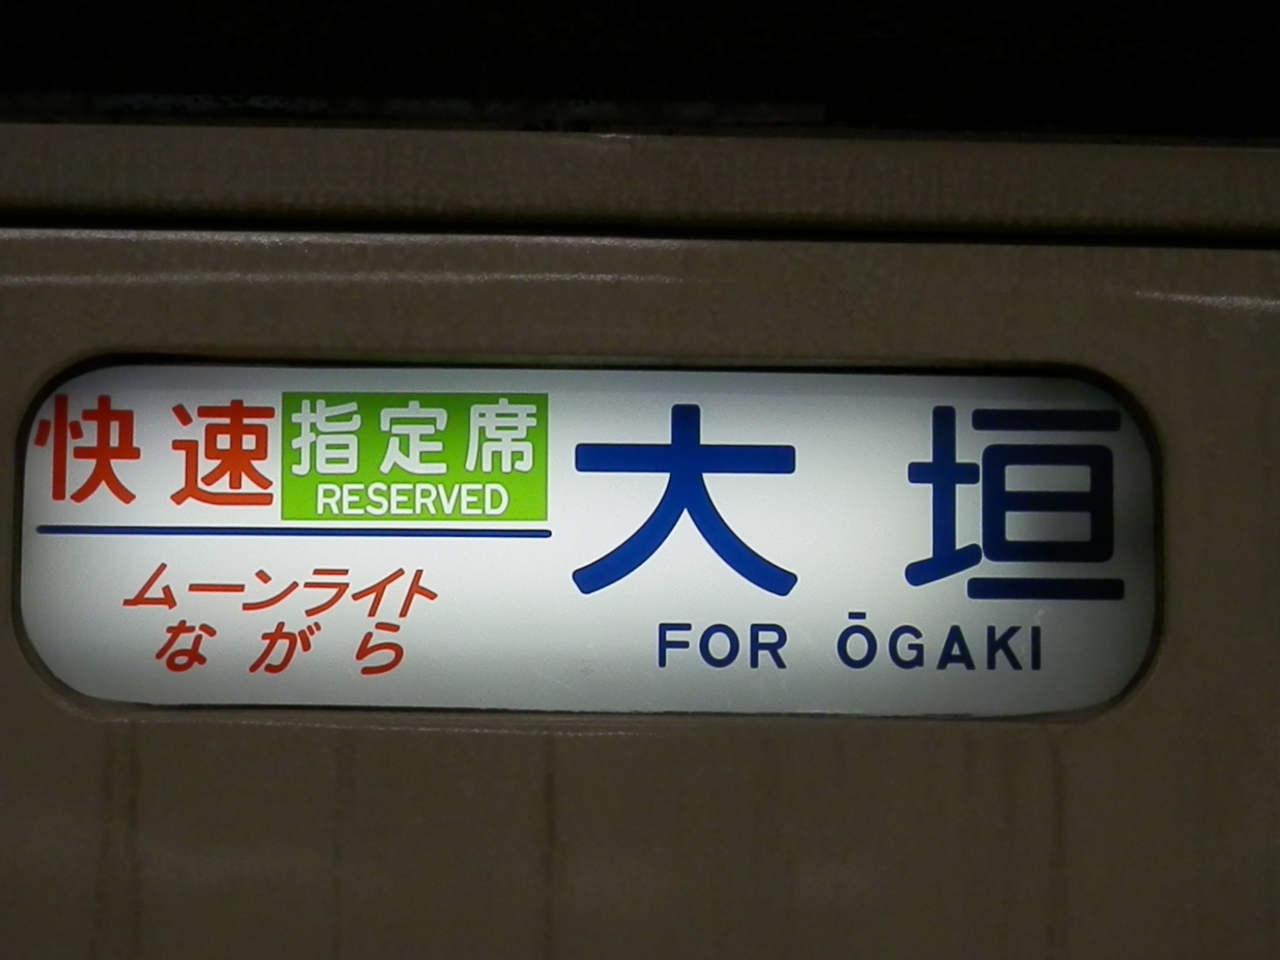 快速
指定席
RESERVED
ムーンライト
ながら
大垣
FOR ŌGAKI